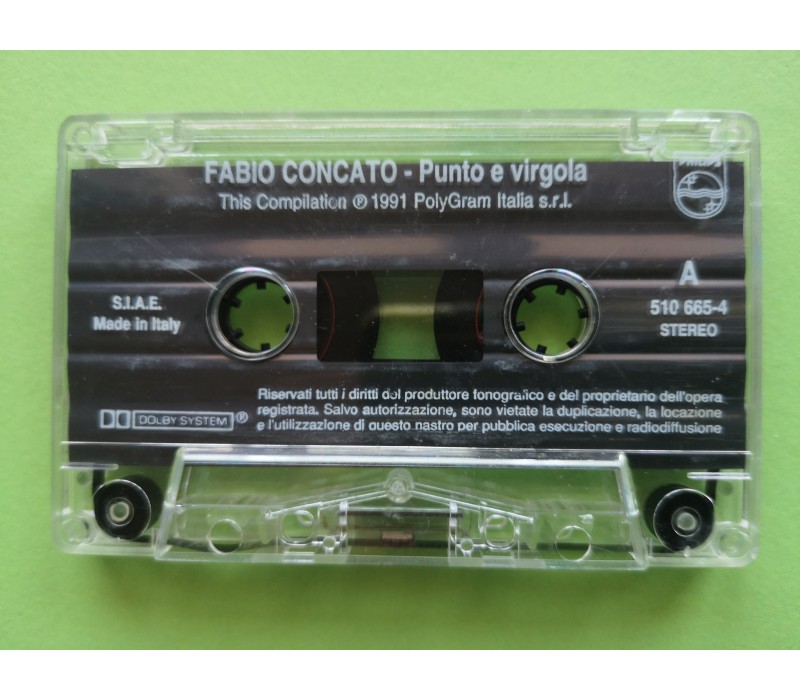 FABIO CONCATO - Punto e virgola
This Compilation ℗ 1991 PolyGram Italia s.r.l.
PHILIPS
A
S.I.A.E.
Made in Italy
510 665-4
STEREO
Riservati tutti i diritti del produttore fonografico e del proprietario dell'opera
registrata. Salvo autorizzazione, sono vietate la duplicazione, la locazione
e l'utilizzazione di questo nastro per pubblica esecuzione e radiodiffusione
DOLBY SYSTEM ®